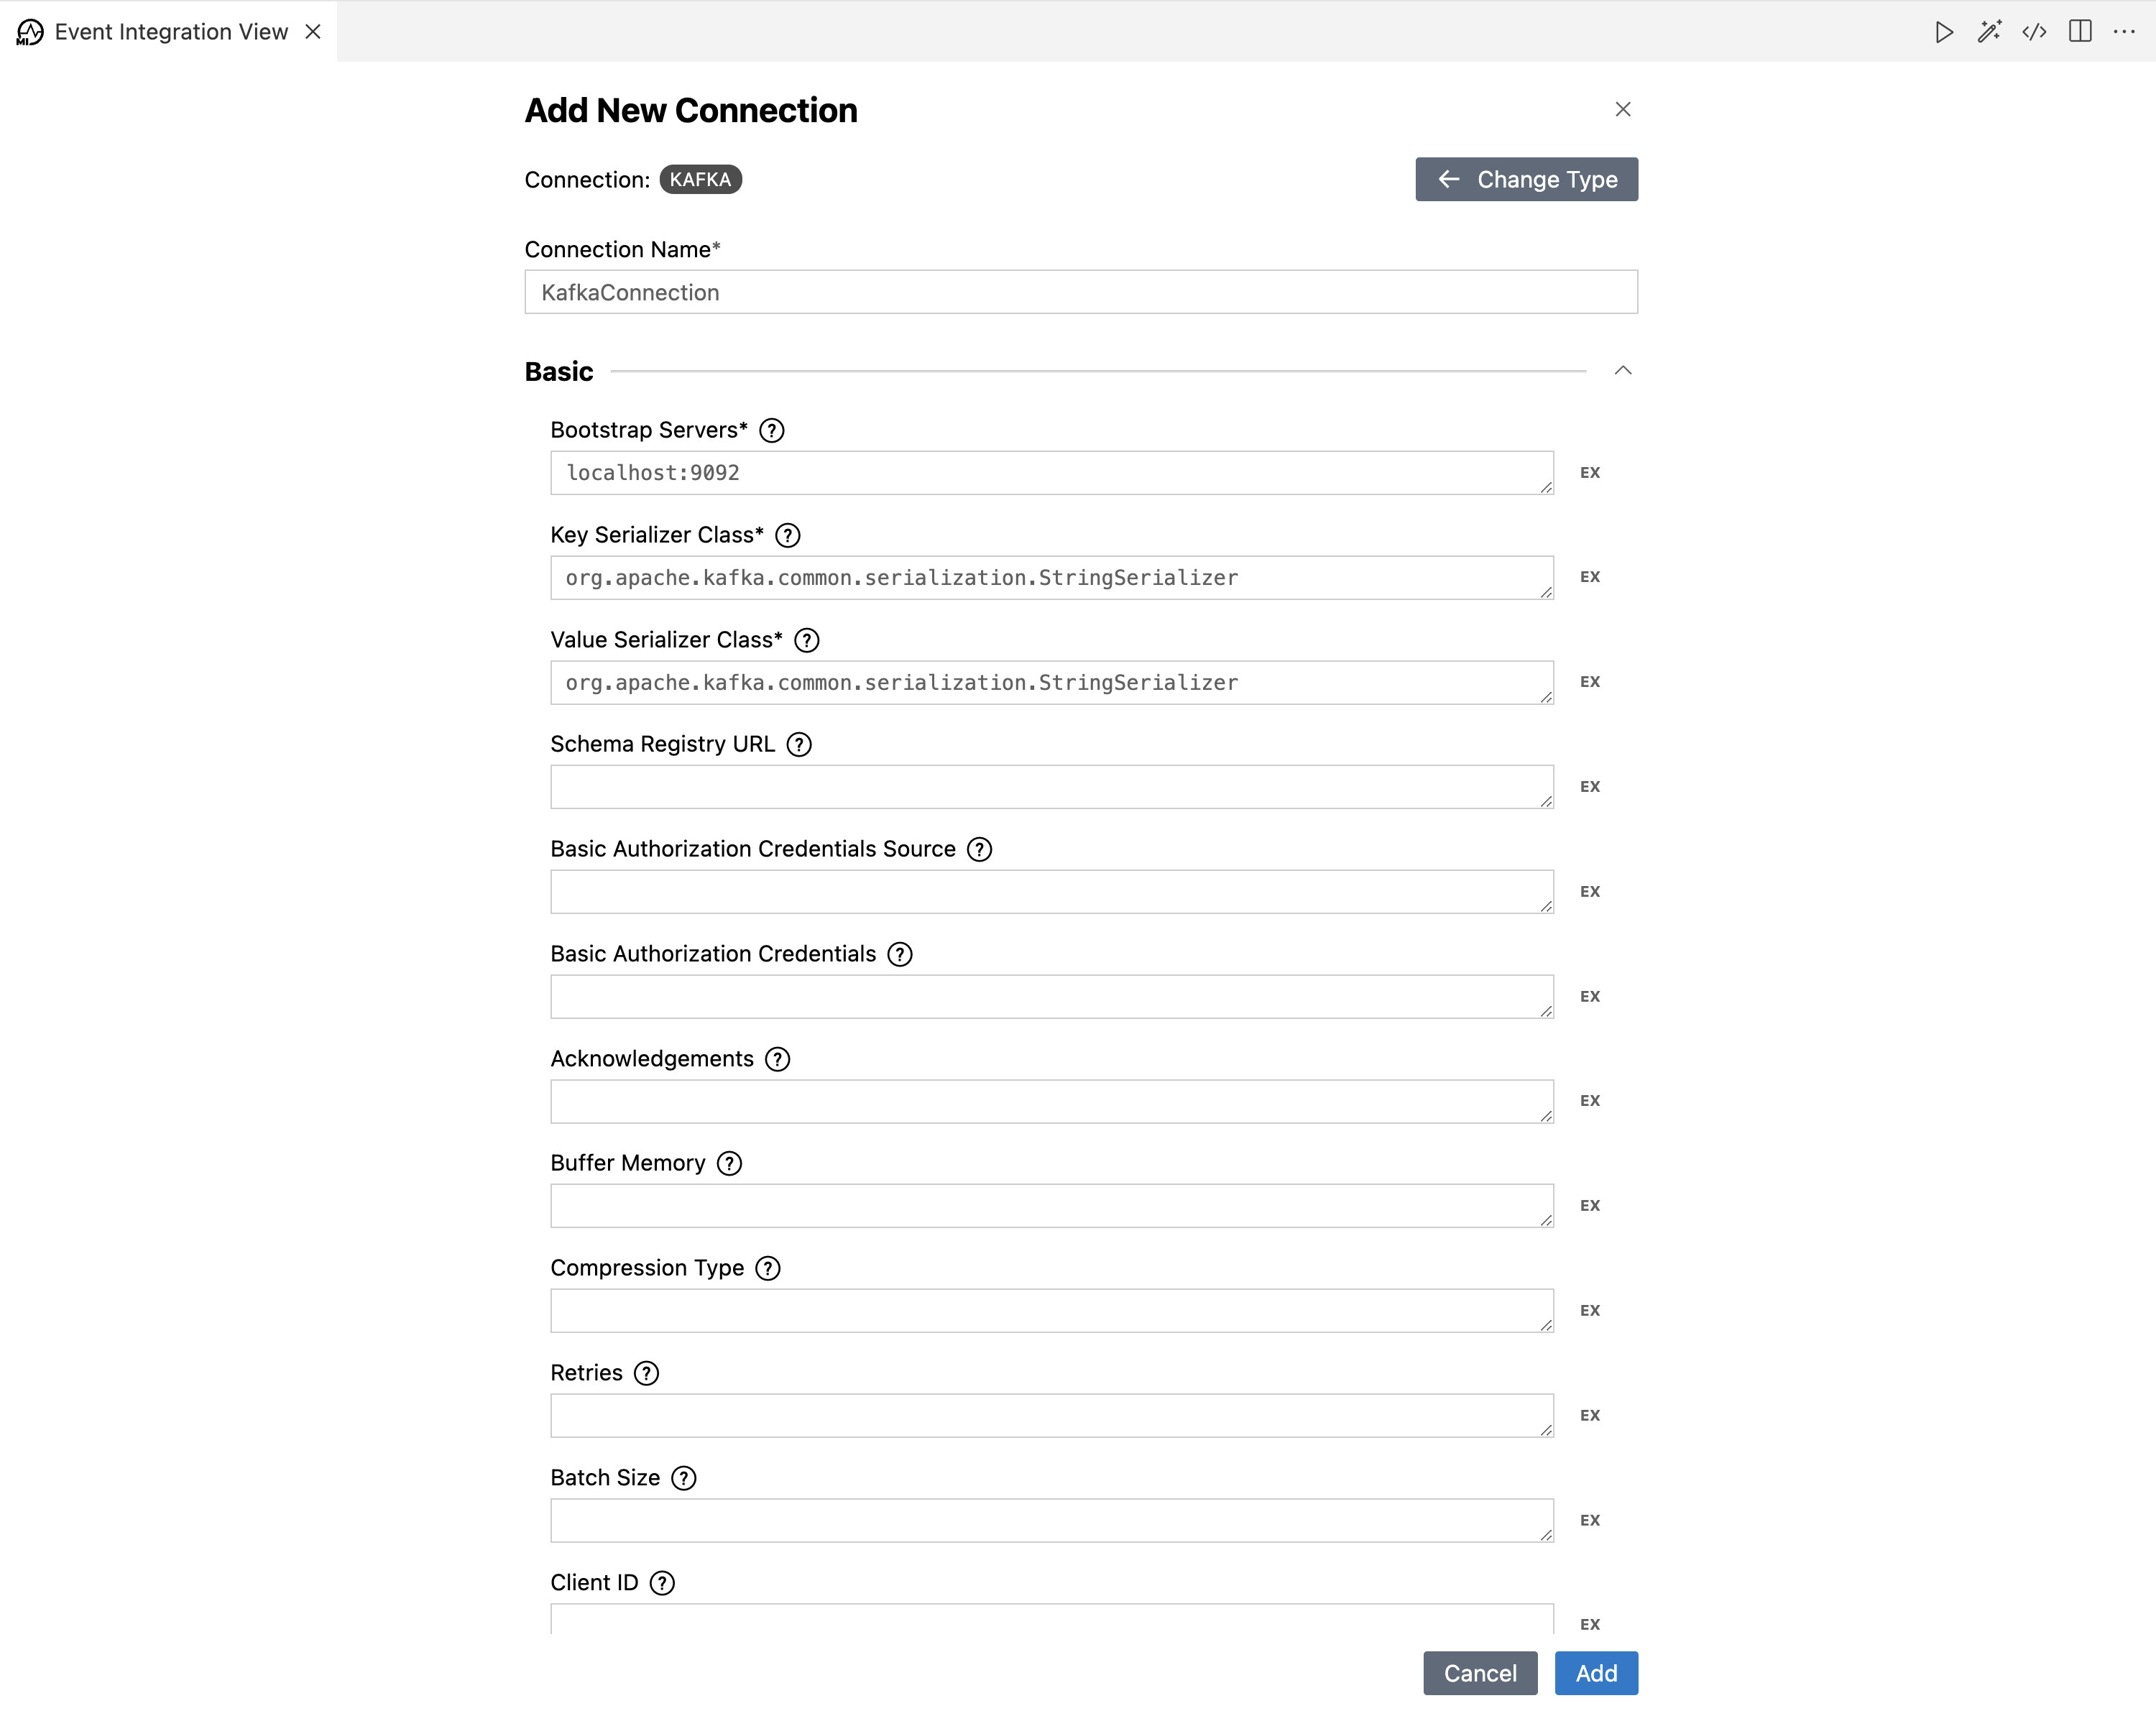 MI Event Integration View
Add New Connection
Connection: KAFKA
Change Type
Connection Name*
KafkaConnection
Basic
Bootstrap Servers* ?
localhost:9092
EX
Key Serializer Class* ?
org.apache.kafka.common.serialization.StringSerializer
EX
Value Serializer Class* ?
org.apache.kafka.common.serialization.StringSerializer
EX
Schema Registry URL ?
EX
Basic Authorization Credentials Source ?
EX
Basic Authorization Credentials ?
EX
Acknowledgements ?
EX
Buffer Memory ?
EX
Compression Type ?
EX
Retries ?
EX
Batch Size ?
EX
Client ID ?
EX
Cancel
Add